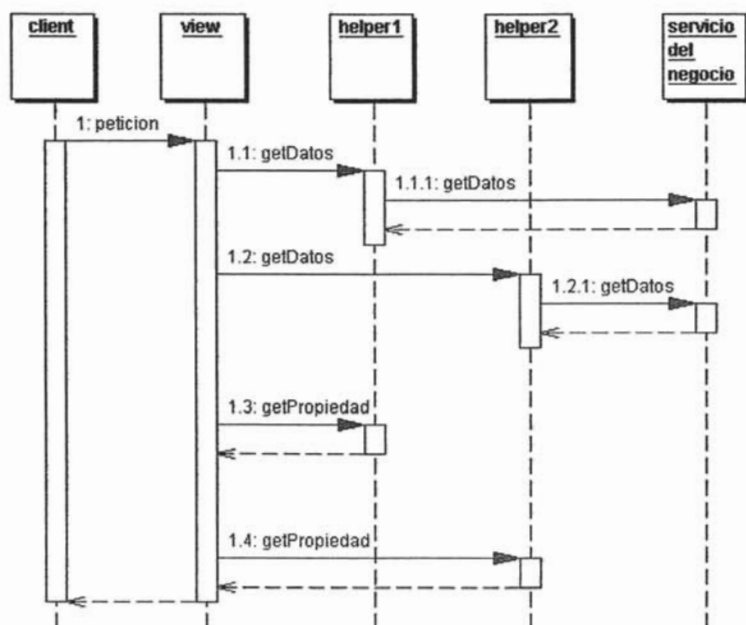 client
view
helper1
helper2
servicio
del
negocio
1: peticion
1.1: getDatos
1.1.1: getDatos
1.2: getDatos
1.2.1: getDatos
1.3: getPropiedad
1.4: getPropiedad